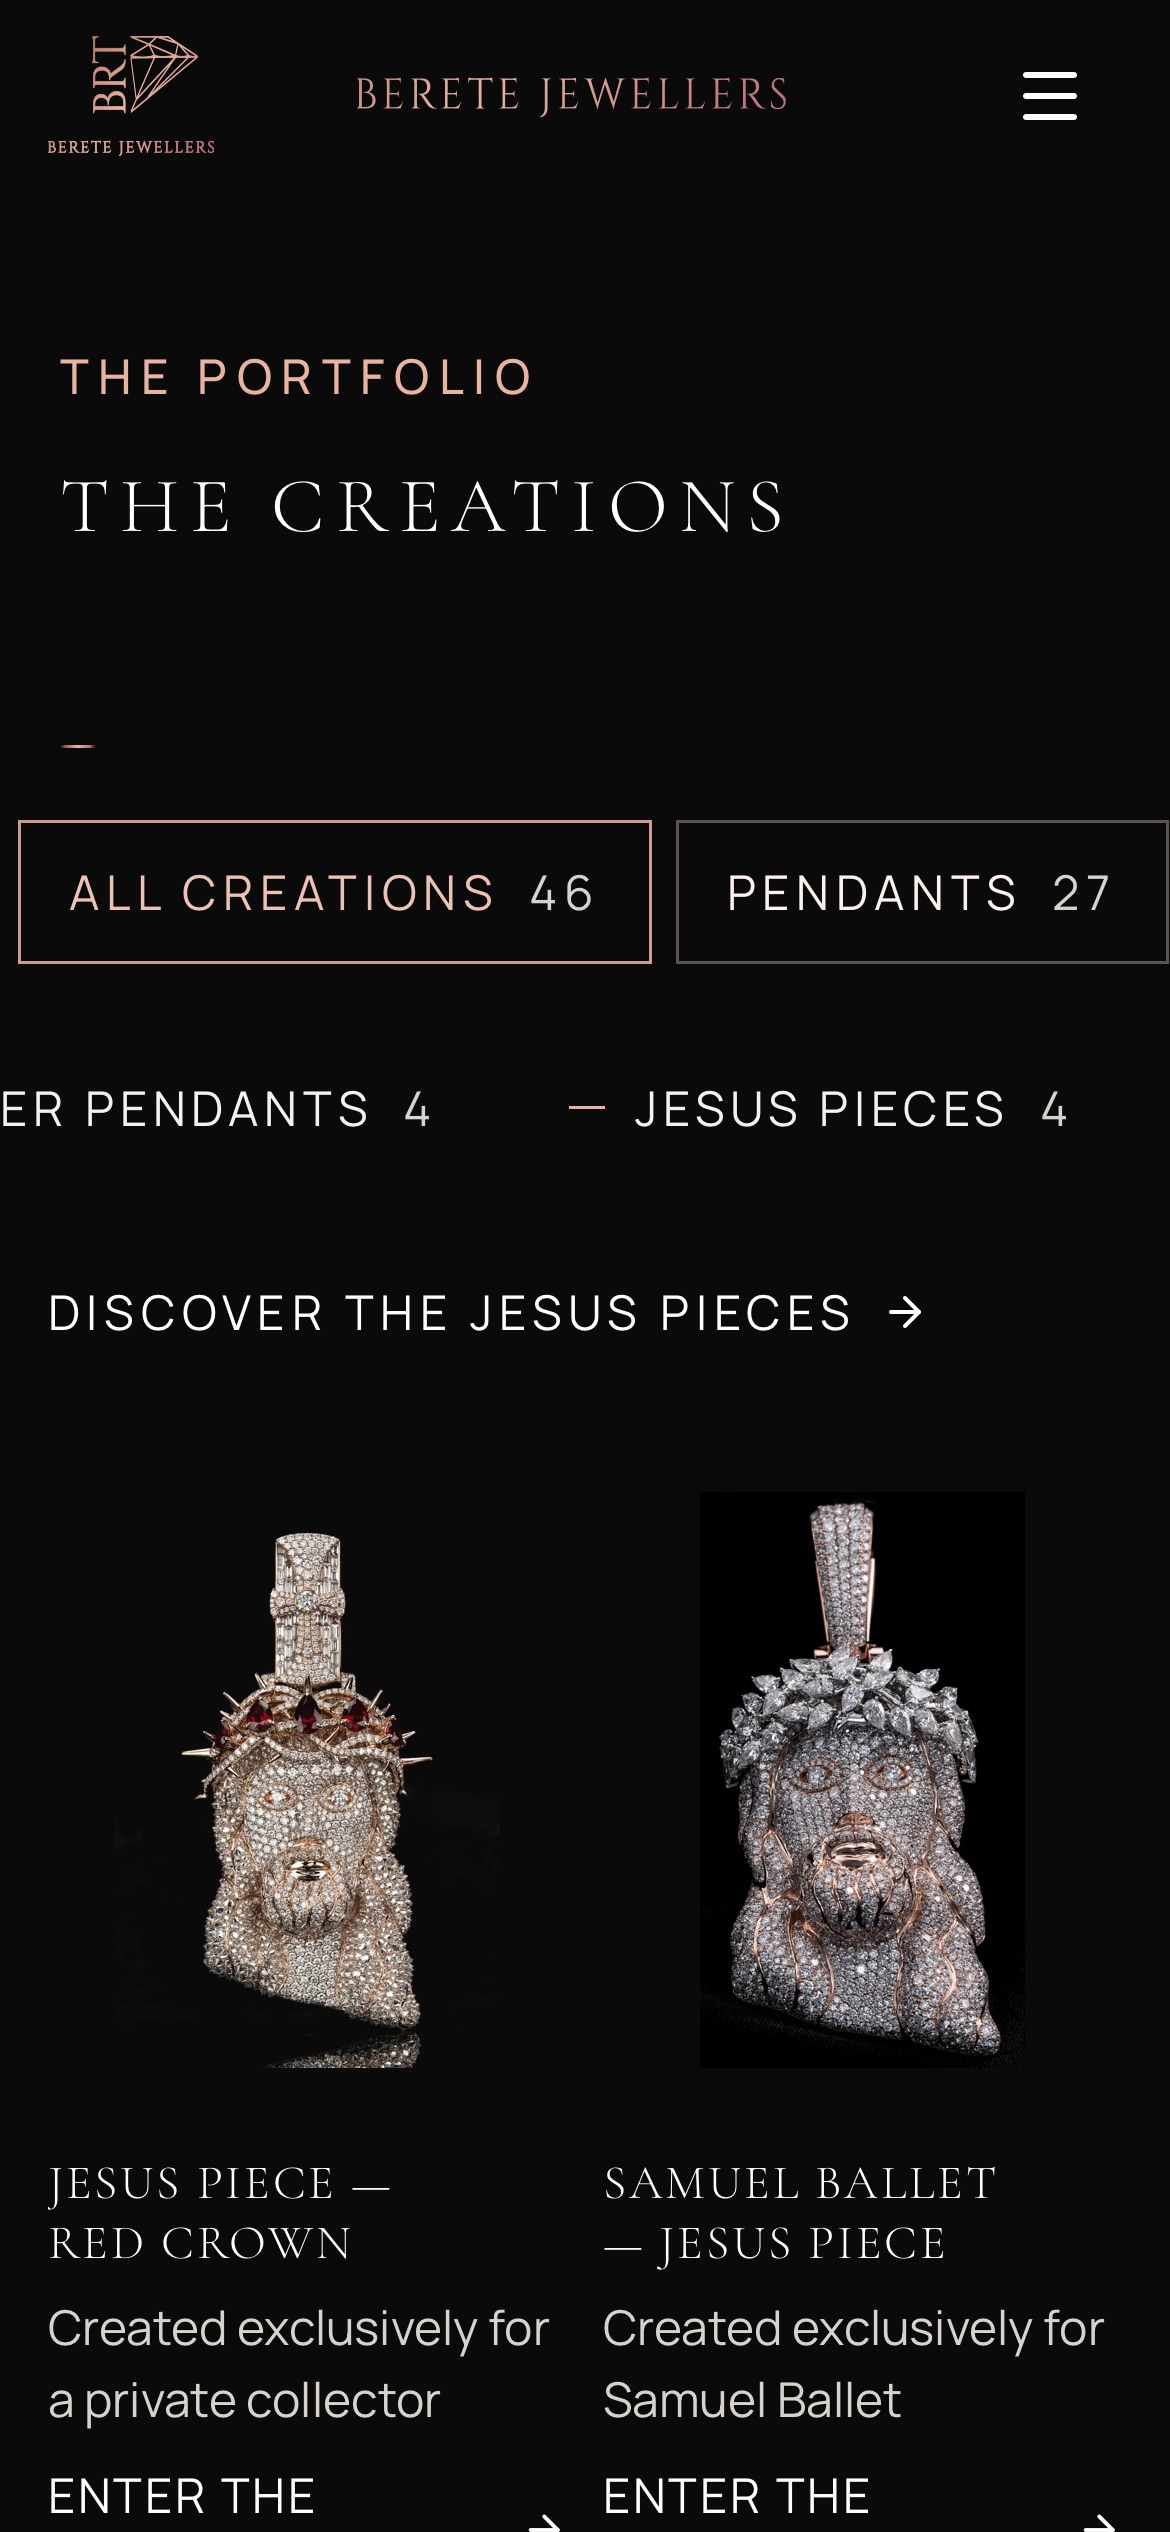 BRT
BERETE JEWELLERS
BERETE JEWELLERS
THE PORTFOLIO
THE CREATIONS
ALL CREATIONS 46
PENDANTS 27
ER PENDANTS 4
— JESUS PIECES 4
DISCOVER THE JESUS PIECES →
JESUS PIECE —
RED CROWN
Created exclusively for
a private collector
ENTER THE
SAMUEL BALLET
— JESUS PIECE
Created exclusively for
Samuel Ballet
ENTER THE